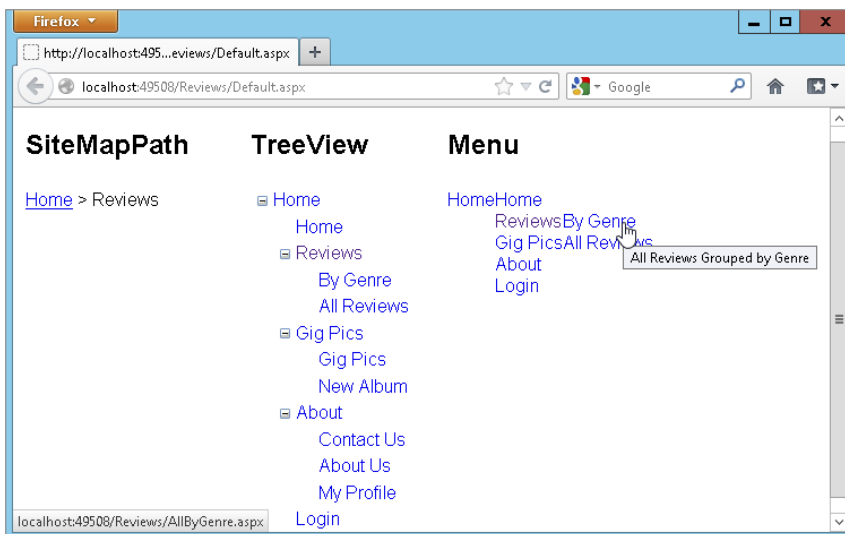 Firefox
http://localhost:495...eviews/Default.aspx
localhost:49508/Reviews/Default.aspx
Google
SiteMapPath
TreeView
Menu
Home > Reviews
Home
Home
Reviews
By Genre
All Reviews
Gig Pics
Gig Pics
New Album
About
Contact Us
About Us
My Profile
Login
HomeHome
ReviewsBy Genre
Gig PicsAll Reviews
About
Login
All Reviews Grouped by Genre
localhost:49508/Reviews/AllByGenre.aspx